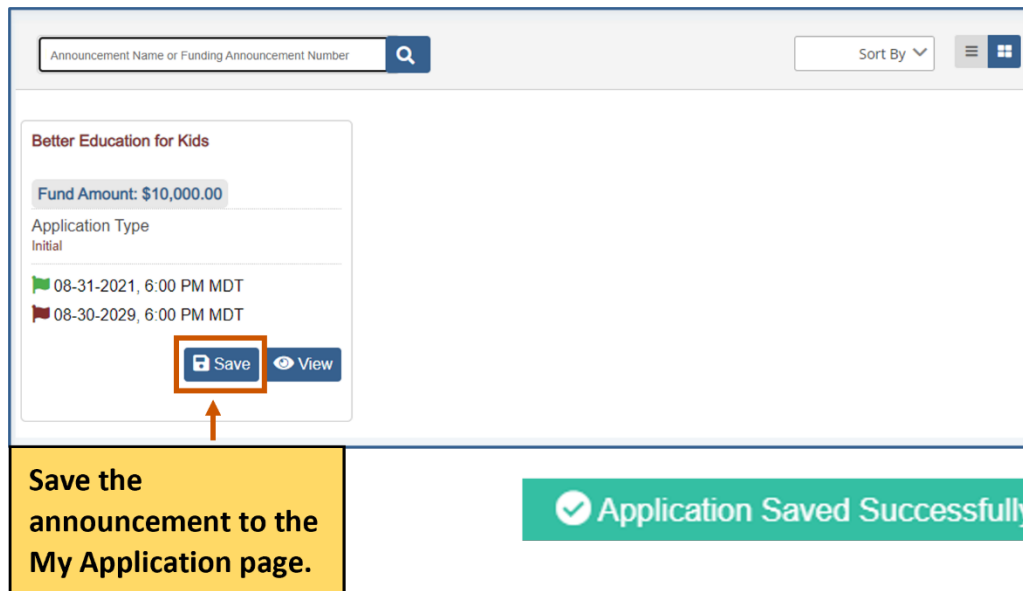 Announcement Name or Funding Announcement Number
Sort By
Better Education for Kids
Fund Amount: $10,000.00
Application Type
Initial
08-31-2021, 6:00 PM MDT
08-30-2029, 6:00 PM MDT
Save View
Save the
announcement to the
My Application page.
Application Saved Successfully